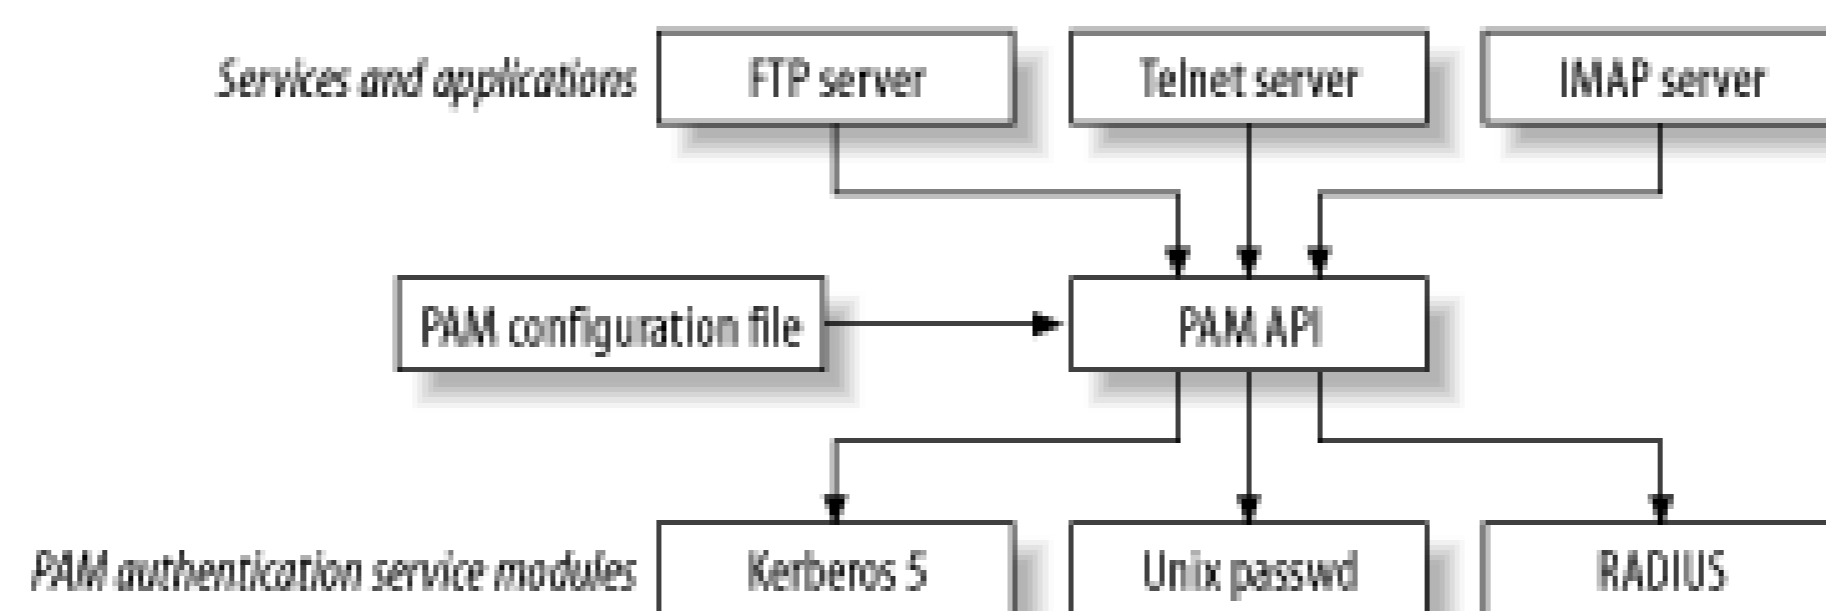 Services and applications
FTP server
Telnet server
IMAP server
PAM configuration file
PAM API
PAM authentication service modules
Kerberos 5
Unix passwd
RADIUS